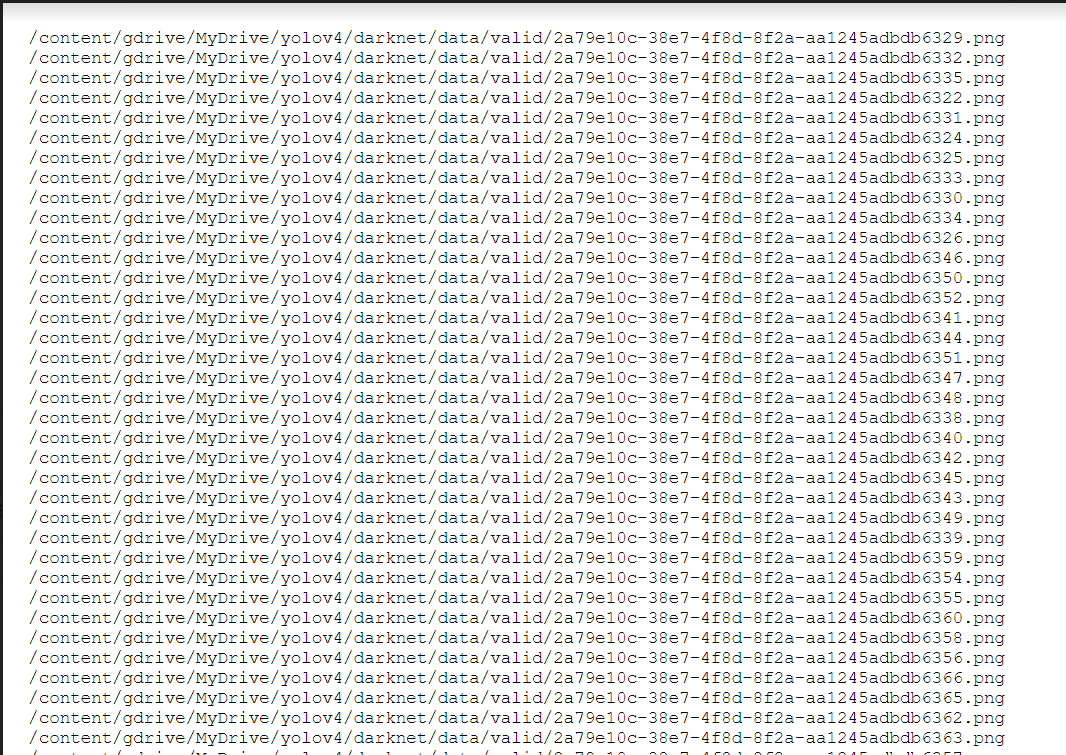 /content/gdrive/MyDrive/yolov4/darknet/data/valid/2a79e10c-38e7-4f8d-8f2a-aa1245adbdb6329.png
/content/gdrive/MyDrive/yolov4/darknet/data/valid/2a79e10c-38e7-4f8d-8f2a-aa1245adbdb6332.png
/content/gdrive/MyDrive/yolov4/darknet/data/valid/2a79e10c-38e7-4f8d-8f2a-aa1245adbdb6335.png
/content/gdrive/MyDrive/yolov4/darknet/data/valid/2a79e10c-38e7-4f8d-8f2a-aa1245adbdb6322.png
/content/gdrive/MyDrive/yolov4/darknet/data/valid/2a79e10c-38e7-4f8d-8f2a-aa1245adbdb6331.png
/content/gdrive/MyDrive/yolov4/darknet/data/valid/2a79e10c-38e7-4f8d-8f2a-aa1245adbdb6324.png
/content/gdrive/MyDrive/yolov4/darknet/data/valid/2a79e10c-38e7-4f8d-8f2a-aa1245adbdb6325.png
/content/gdrive/MyDrive/yolov4/darknet/data/valid/2a79e10c-38e7-4f8d-8f2a-aa1245adbdb6333.png
/content/gdrive/MyDrive/yolov4/darknet/data/valid/2a79e10c-38e7-4f8d-8f2a-aa1245adbdb6330.png
/content/gdrive/MyDrive/yolov4/darknet/data/valid/2a79e10c-38e7-4f8d-8f2a-aa1245adbdb6334.png
/content/gdrive/MyDrive/yolov4/darknet/data/valid/2a79e10c-38e7-4f8d-8f2a-aa1245adbdb6326.png
/content/gdrive/MyDrive/yolov4/darknet/data/valid/2a79e10c-38e7-4f8d-8f2a-aa1245adbdb6346.png
/content/gdrive/MyDrive/yolov4/darknet/data/valid/2a79e10c-38e7-4f8d-8f2a-aa1245adbdb6350.png
/content/gdrive/MyDrive/yolov4/darknet/data/valid/2a79e10c-38e7-4f8d-8f2a-aa1245adbdb6352.png
/content/gdrive/MyDrive/yolov4/darknet/data/valid/2a79e10c-38e7-4f8d-8f2a-aa1245adbdb6341.png
/content/gdrive/MyDrive/yolov4/darknet/data/valid/2a79e10c-38e7-4f8d-8f2a-aa1245adbdb6344.png
/content/gdrive/MyDrive/yolov4/darknet/data/valid/2a79e10c-38e7-4f8d-8f2a-aa1245adbdb6351.png
/content/gdrive/MyDrive/yolov4/darknet/data/valid/2a79e10c-38e7-4f8d-8f2a-aa1245adbdb6347.png
/content/gdrive/MyDrive/yolov4/darknet/data/valid/2a79e10c-38e7-4f8d-8f2a-aa1245adbdb6348.png
/content/gdrive/MyDrive/yolov4/darknet/data/valid/2a79e10c-38e7-4f8d-8f2a-aa1245adbdb6338.png
/content/gdrive/MyDrive/yolov4/darknet/data/valid/2a79e10c-38e7-4f8d-8f2a-aa1245adbdb6340.png
/content/gdrive/MyDrive/yolov4/darknet/data/valid/2a79e10c-38e7-4f8d-8f2a-aa1245adbdb6342.png
/content/gdrive/MyDrive/yolov4/darknet/data/valid/2a79e10c-38e7-4f8d-8f2a-aa1245adbdb6345.png
/content/gdrive/MyDrive/yolov4/darknet/data/valid/2a79e10c-38e7-4f8d-8f2a-aa1245adbdb6343.png
/content/gdrive/MyDrive/yolov4/darknet/data/valid/2a79e10c-38e7-4f8d-8f2a-aa1245adbdb6349.png
/content/gdrive/MyDrive/yolov4/darknet/data/valid/2a79e10c-38e7-4f8d-8f2a-aa1245adbdb6339.png
/content/gdrive/MyDrive/yolov4/darknet/data/valid/2a79e10c-38e7-4f8d-8f2a-aa1245adbdb6359.png
/content/gdrive/MyDrive/yolov4/darknet/data/valid/2a79e10c-38e7-4f8d-8f2a-aa1245adbdb6354.png
/content/gdrive/MyDrive/yolov4/darknet/data/valid/2a79e10c-38e7-4f8d-8f2a-aa1245adbdb6355.png
/content/gdrive/MyDrive/yolov4/darknet/data/valid/2a79e10c-38e7-4f8d-8f2a-aa1245adbdb6360.png
/content/gdrive/MyDrive/yolov4/darknet/data/valid/2a79e10c-38e7-4f8d-8f2a-aa1245adbdb6358.png
/content/gdrive/MyDrive/yolov4/darknet/data/valid/2a79e10c-38e7-4f8d-8f2a-aa1245adbdb6356.png
/content/gdrive/MyDrive/yolov4/darknet/data/valid/2a79e10c-38e7-4f8d-8f2a-aa1245adbdb6366.png
/content/gdrive/MyDrive/yolov4/darknet/data/valid/2a79e10c-38e7-4f8d-8f2a-aa1245adbdb6365.png
/content/gdrive/MyDrive/yolov4/darknet/data/valid/2a79e10c-38e7-4f8d-8f2a-aa1245adbdb6362.png
/content/gdrive/MyDrive/yolov4/darknet/data/valid/2a79e10c-38e7-4f8d-8f2a-aa1245adbdb6363.png